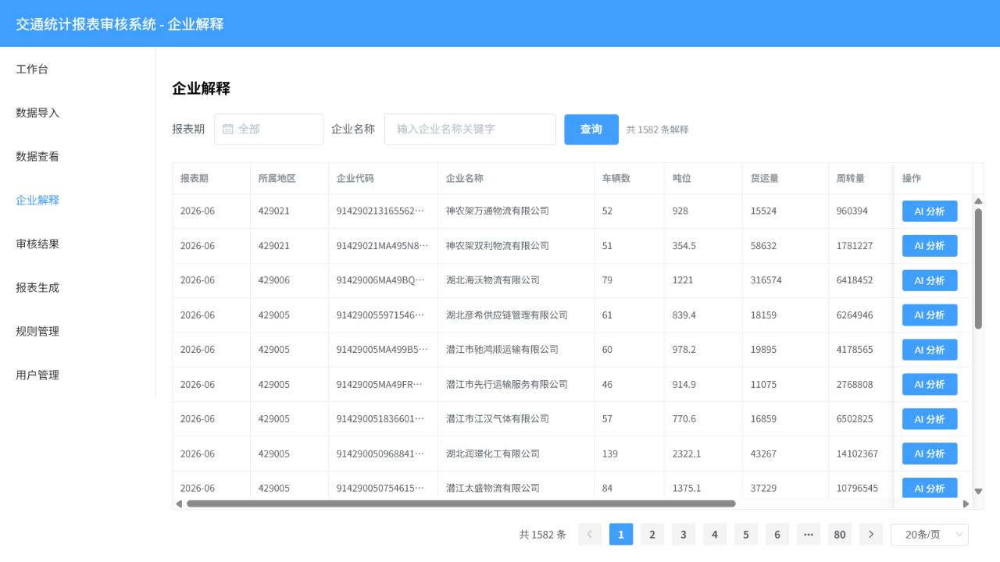 交通统计报表审核系统 - 企业解释
工作台
数据导入
数据查看
企业解释
审核结果
报表生成
规则管理
用户管理
企业解释
报表期 全部 企业名称 输入企业名称关键字 查询 共 1582 条解释
报表期 所属地区 企业代码 企业名称 车辆数 吨位 货运量 周转量 操作
2026-06 429021 914290213165562··· 神农架万通物流有限公司 52 928 15524 960394 AI 分析
2026-06 429021 91429021MA495N8··· 神农架双利物流有限公司 51 354.5 58632 1781227 AI 分析
2026-06 429006 91429006MA49BQ··· 湖北海沃物流有限公司 79 1221 316574 6418452 AI 分析
2026-06 429005 914290055971546··· 湖北彦希供应链管理有限公司 61 839.4 18159 6264946 AI 分析
2026-06 429005 91429005MA499B5··· 潜江市驰鸿顺运输有限公司 60 978.2 19895 4178565 AI 分析
2026-06 429005 91429005MA49FR··· 潜江市先行运输服务有限公司 46 914.9 11075 2768808 AI 分析
2026-06 429005 914290051836601··· 潜江市江汉气体有限公司 57 770.6 16859 6502825 AI 分析
2026-06 429005 914290050968841··· 湖北润璟化工有限公司 139 2322.1 43267 14102367 AI 分析
2026-06 429005 914290050754615··· 潜江太盛物流有限公司 84 1375.1 37229 10796545 AI 分析
共 1582 条 1 2 3 4 5 6 ··· 80 20条/页